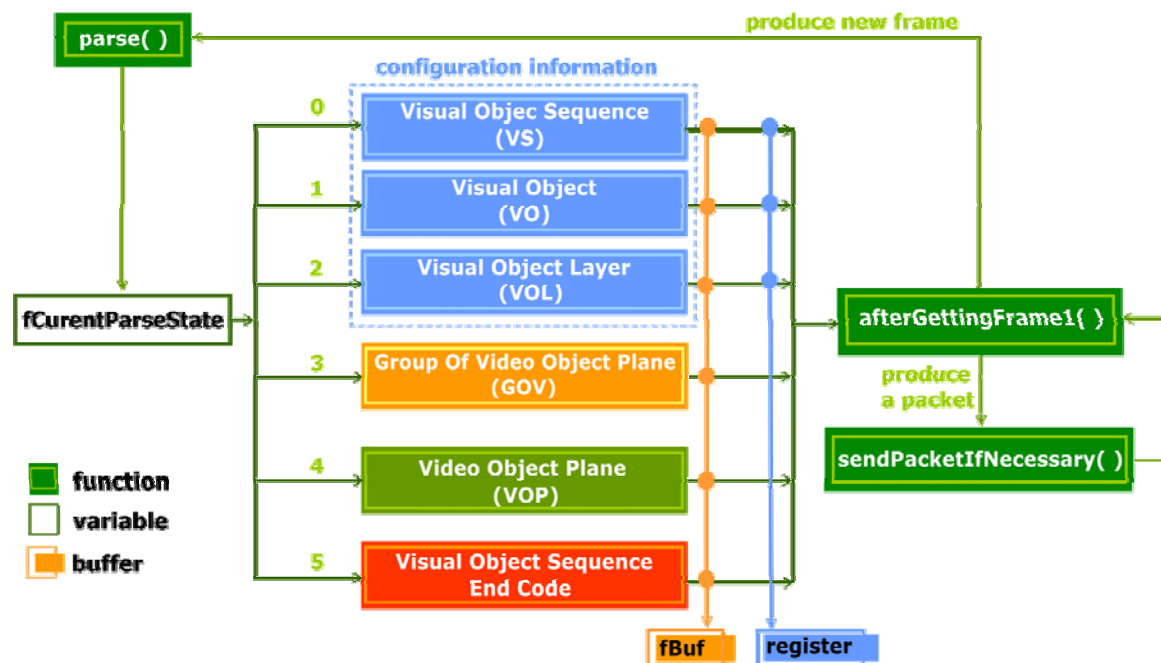 produce new frame
parse( )
configuration information
0
Visual Objec Sequence
(VS)
1
Visual Object
(VO)
2
Visual Object Layer
(VOL)
fCurentParseState
afterGettingFrame1( )
3
Group Of Video Object Plane
(GOV)
produce
a packet
4
Video Object Plane
(VOP)
sendPacketIfNecessary( )
function
variable
buffer
5
Visual Object Sequence
End Code
fBuf
register